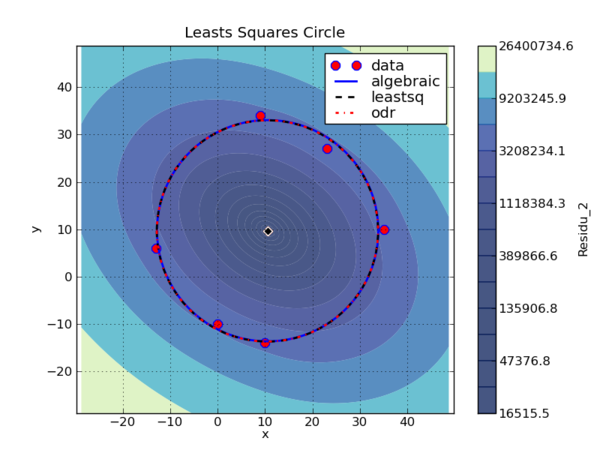 Leasts Squares Circle
data
algebraic
leastsq
odr
40
30
20
10
0
−10
−20
y
−20 −10 0 10 20 30 40
x
26400734.6
9203245.9
3208234.1
1118384.3
389866.6
135906.8
47376.8
16515.5
Residu_2